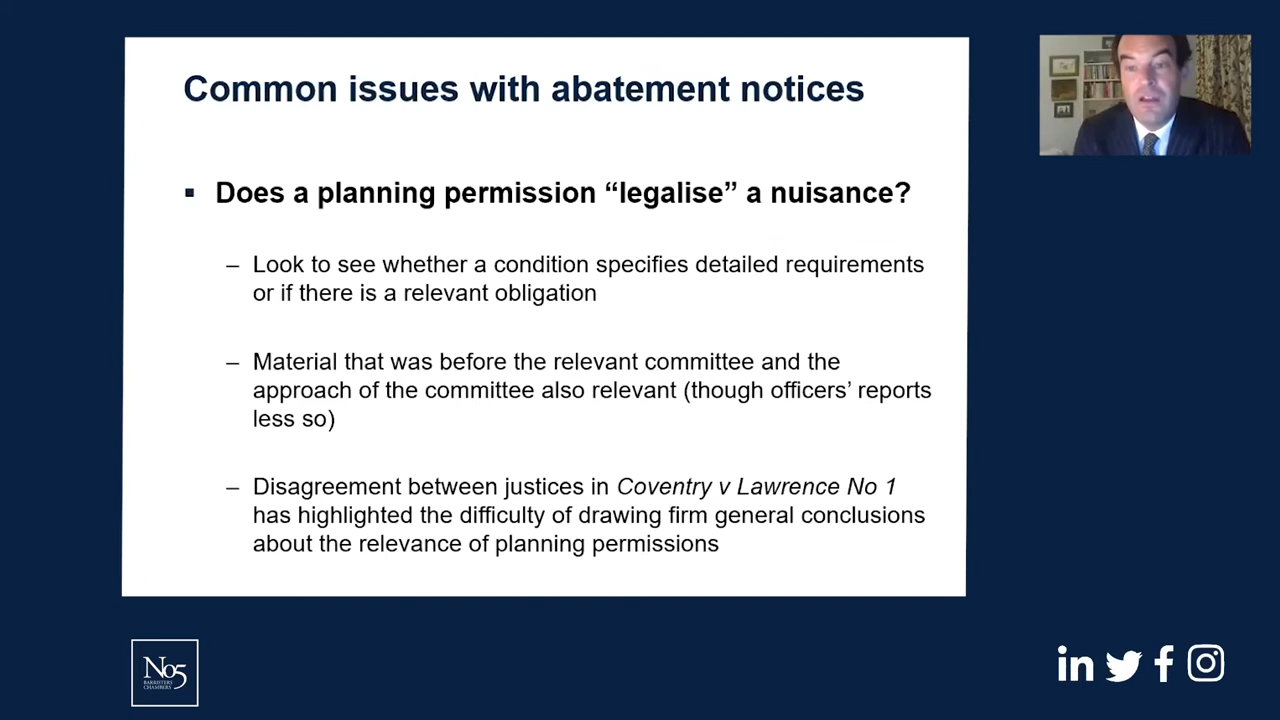 Common issues with abatement notices
▪ Does a planning permission “legalise” a nuisance?
– Look to see whether a condition specifies detailed requirements
or if there is a relevant obligation
– Material that was before the relevant committee and the
approach of the committee also relevant (though officers’ reports
less so)
– Disagreement between justices in Coventry v Lawrence No 1
has highlighted the difficulty of drawing firm general conclusions
about the relevance of planning permissions
No5
BARRISTERS
CHAMBERS
in